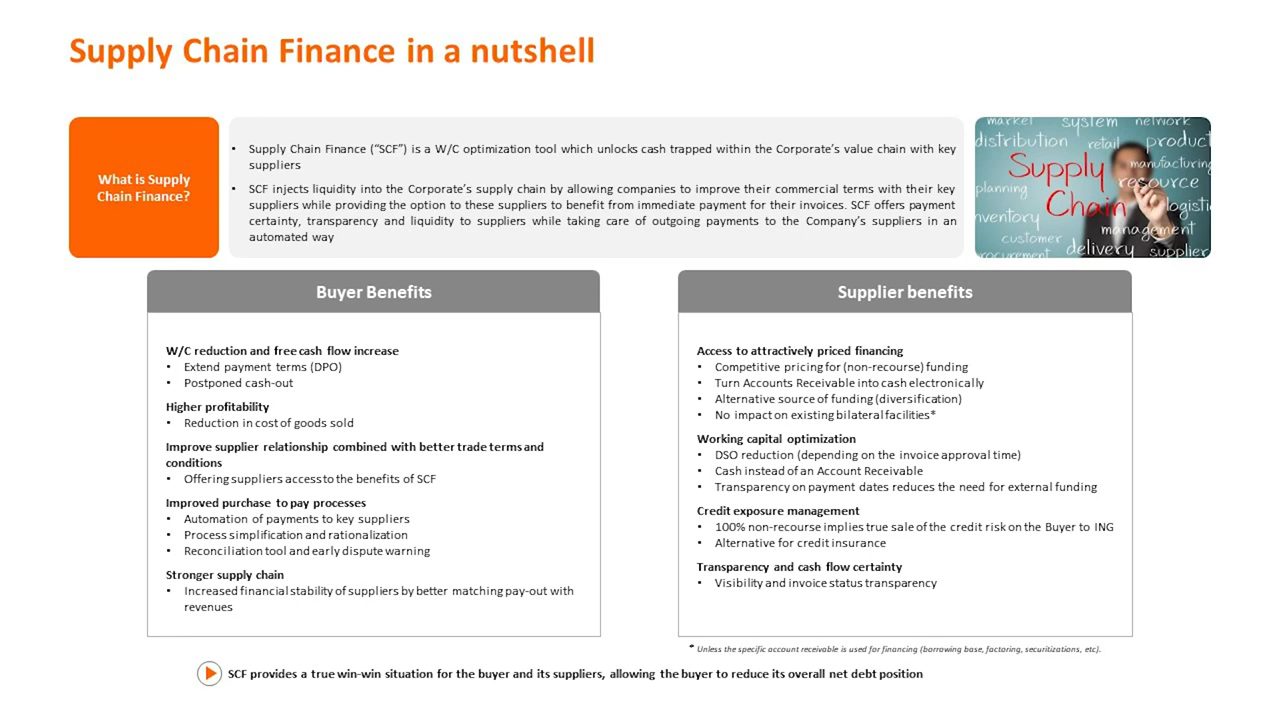 Supply Chain Finance in a nutshell
What is Supply
Chain Finance?
• Supply Chain Finance (“SCF”) is a W/C optimization tool which unlocks cash trapped within the Corporate’s value chain with key
suppliers
• SCF injects liquidity into the Corporate’s supply chain by allowing companies to improve their commercial terms with their key
suppliers while providing the option to these suppliers to benefit from immediate payment for their invoices. SCF offers payment
certainty, transparency and liquidity to suppliers while taking care of outgoing payments to the Company’s suppliers in an
automated way
market system network
distribution retail product
Supply manufacturing
planning resource
Chain logisti
nventory management
customer delivery supplier
procurement
Buyer Benefits
W/C reduction and free cash flow increase
• Extend payment terms (DPO)
• Postponed cash-out
Higher profitability
• Reduction in cost of goods sold
Improve supplier relationship combined with better trade terms and
conditions
• Offering suppliers access to the benefits of SCF
Improved purchase to pay processes
• Automation of payments to key suppliers
• Process simplification and rationalization
• Reconciliation tool and early dispute warning
Stronger supply chain
• Increased financial stability of suppliers by better matching pay-out with
revenues
Supplier benefits
Access to attractively priced financing
• Competitive pricing for (non-recourse) funding
• Turn Accounts Receivable into cash electronically
• Alternative source of funding (diversification)
• No impact on existing bilateral facilities*
Working capital optimization
• DSO reduction (depending on the invoice approval time)
• Cash instead of an Account Receivable
• Transparency on payment dates reduces the need for external funding
Credit exposure management
• 100% non-recourse implies true sale of the credit risk on the Buyer to ING
• Alternative for credit insurance
Transparency and cash flow certainty
• Visibility and invoice status transparency
* Unless the specific account receivable is used for financing (borrowing base, factoring, securitizations, etc).
SCF provides a true win-win situation for the buyer and its suppliers, allowing the buyer to reduce its overall net debt position